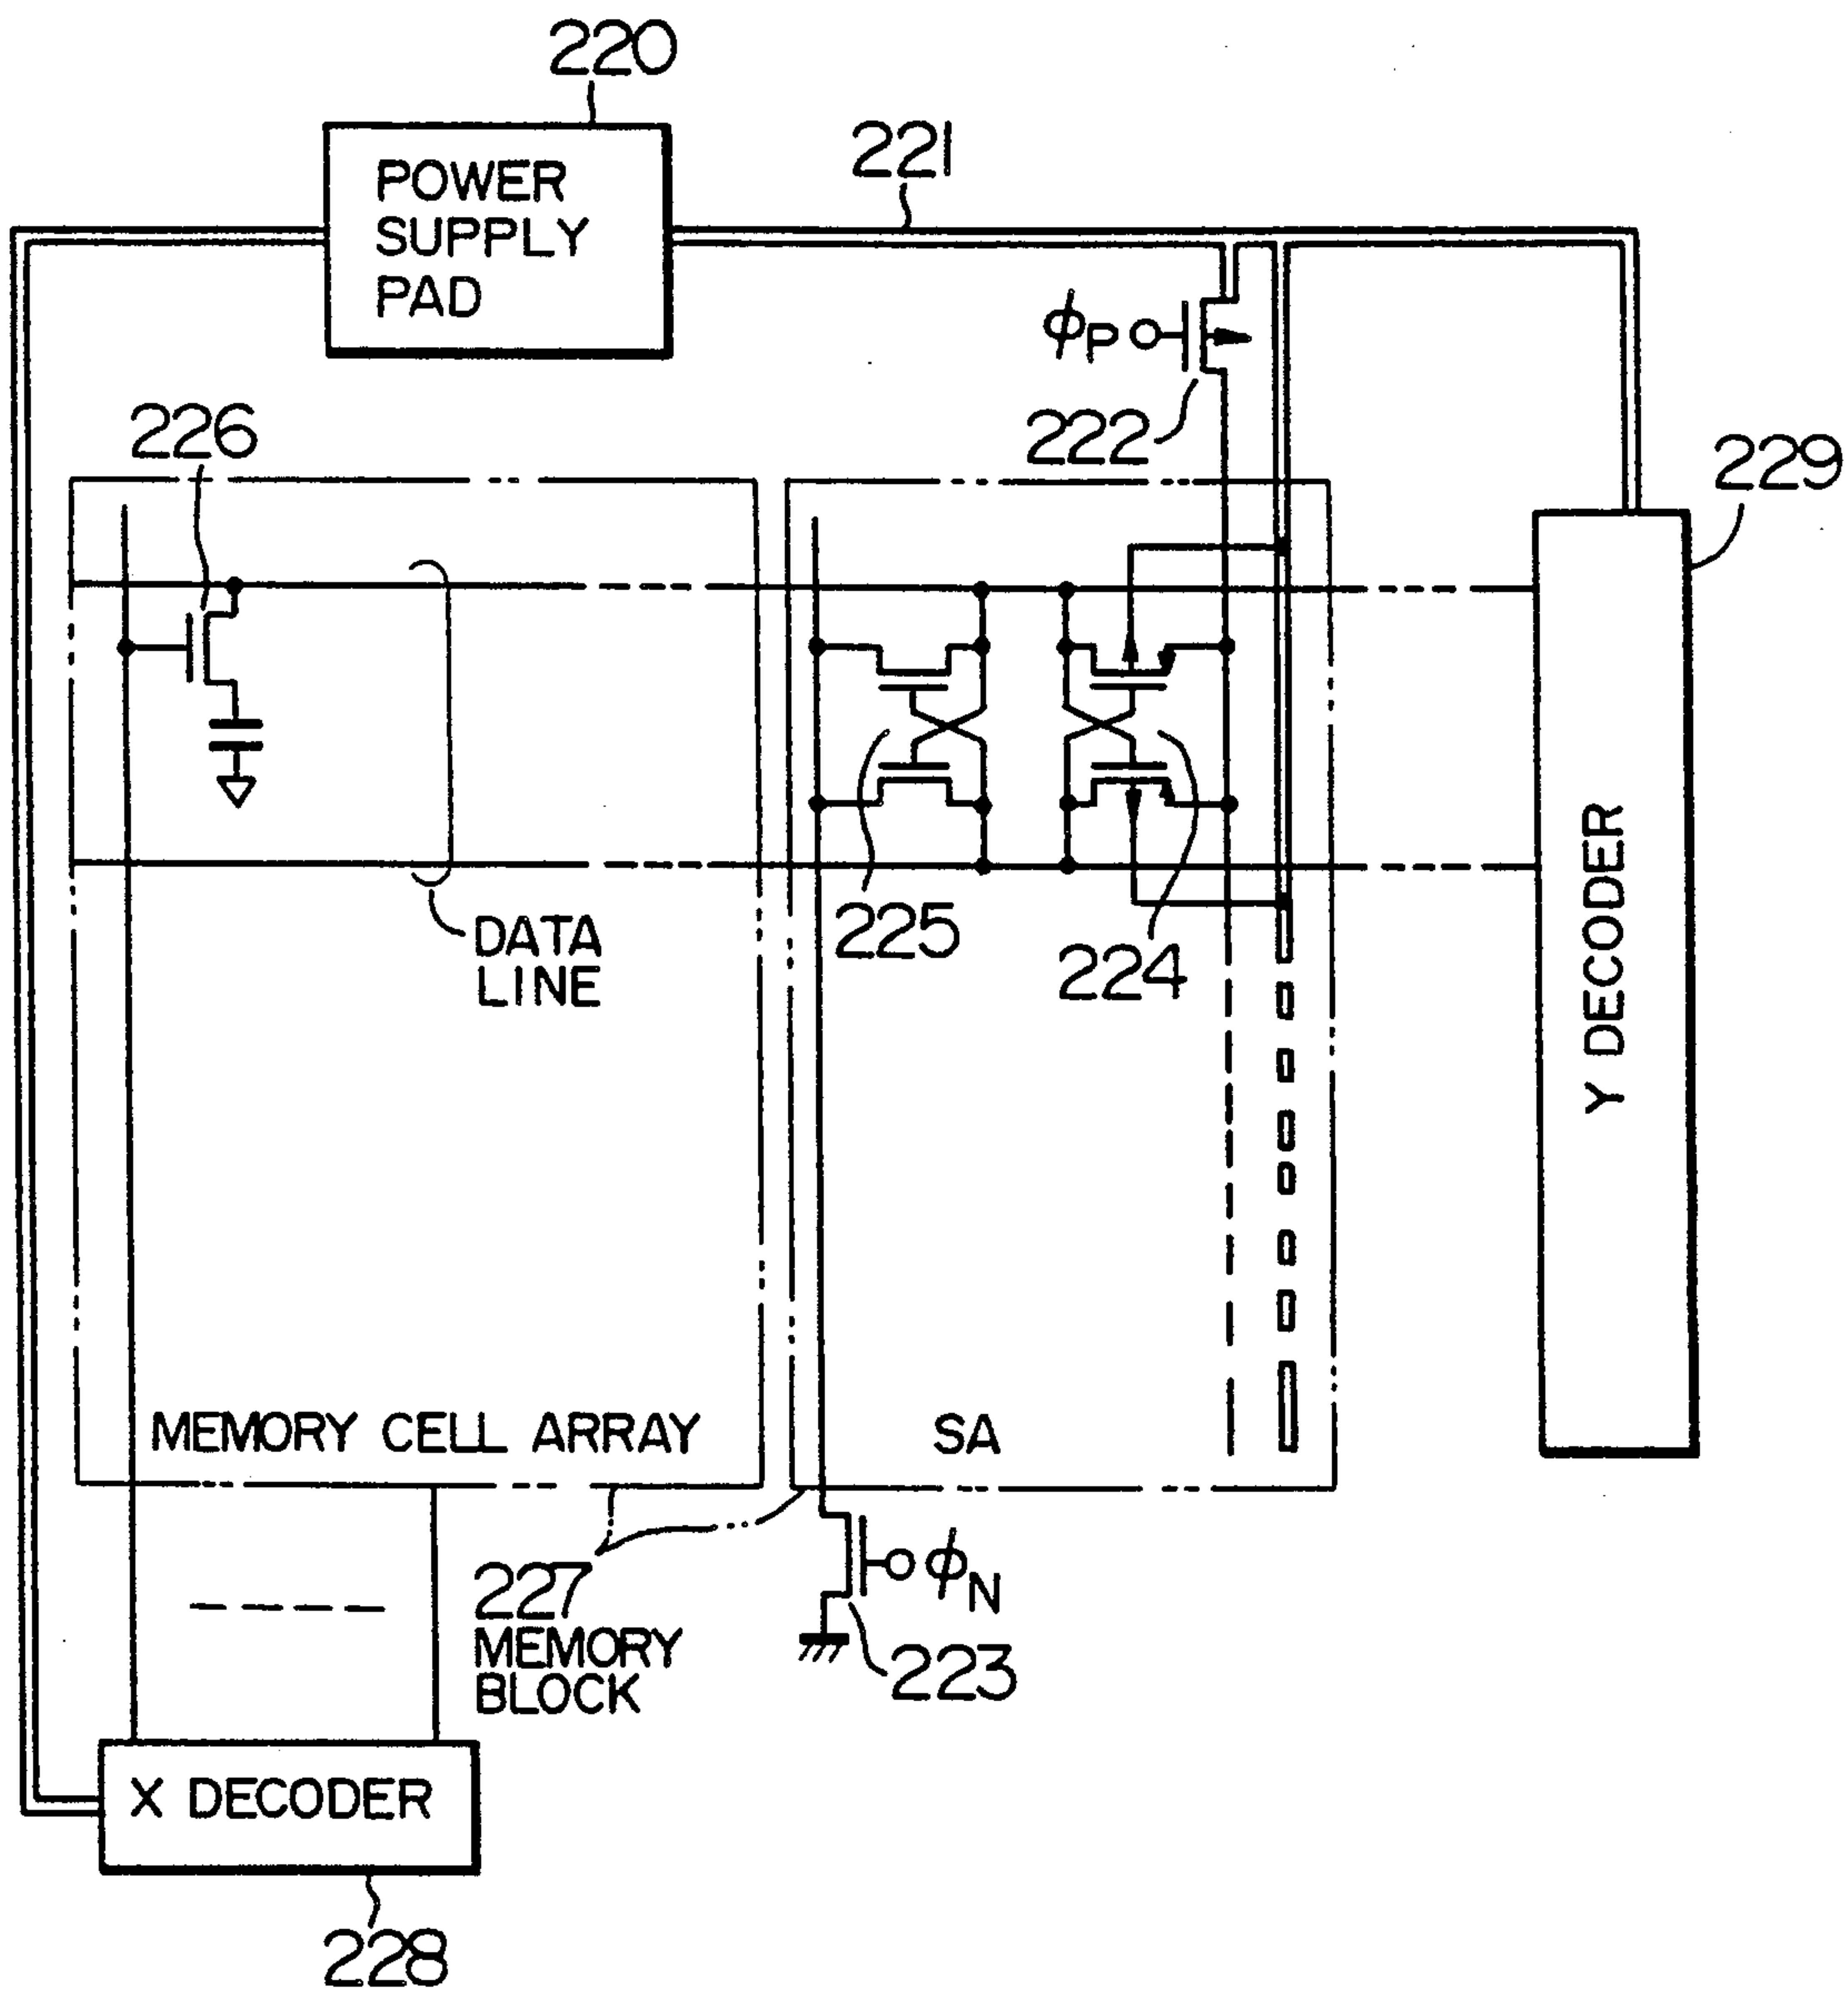 220
POWER
SUPPLY
PAD
221
ϕP
222
226
229
225
224
DATA
LINE
Y DECODER
MEMORY CELL ARRAY
SA
227
MEMORY
BLOCK
ϕN
223
X DECODER
228